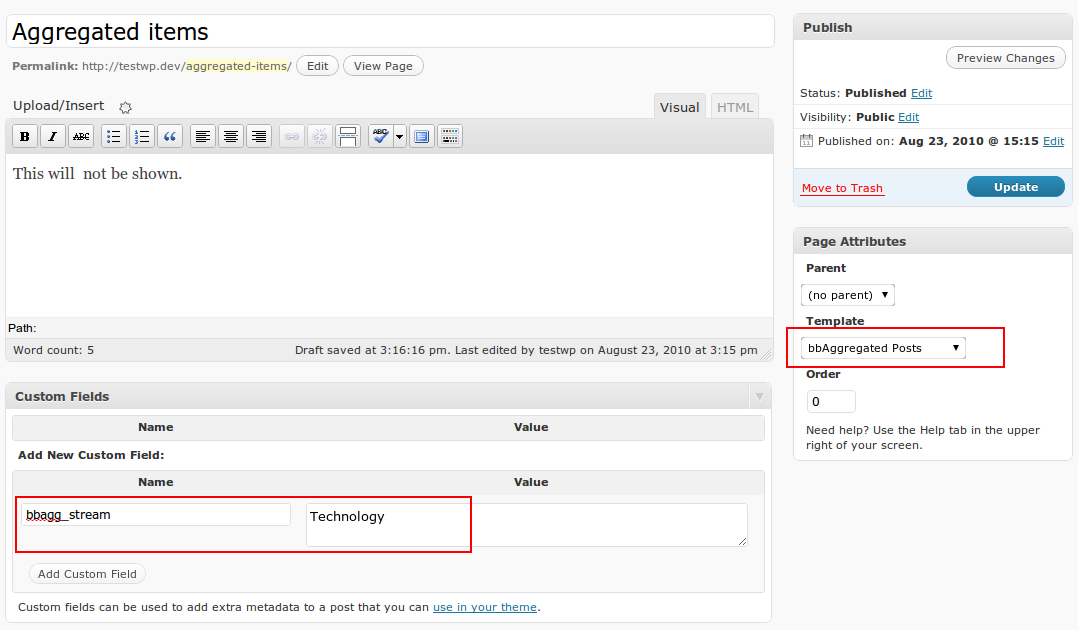 Aggregated items
Permalink: http://testwp.dev/aggregated-items/ Edit View Page
Upload/Insert
Visual HTML
B I ABC ABC
This will  not be shown.
Path:
Word count: 5 Draft saved at 3:16:16 pm. Last edited by testwp on August 23, 2010 at 3:15 pm
Custom Fields
Name Value
Add New Custom Field:
Name Value
bbagg_stream Technology
Add Custom Field
Custom fields can be used to add extra metadata to a post that you can use in your theme.
Publish
Preview Changes
Status: Published Edit
Visibility: Public Edit
11 Published on: Aug 23, 2010 @ 15:15 Edit
Move to Trash Update
Page Attributes
Parent
(no parent)
Template
bbAggregated Posts
Order
0
Need help? Use the Help tab in the upper
right of your screen.